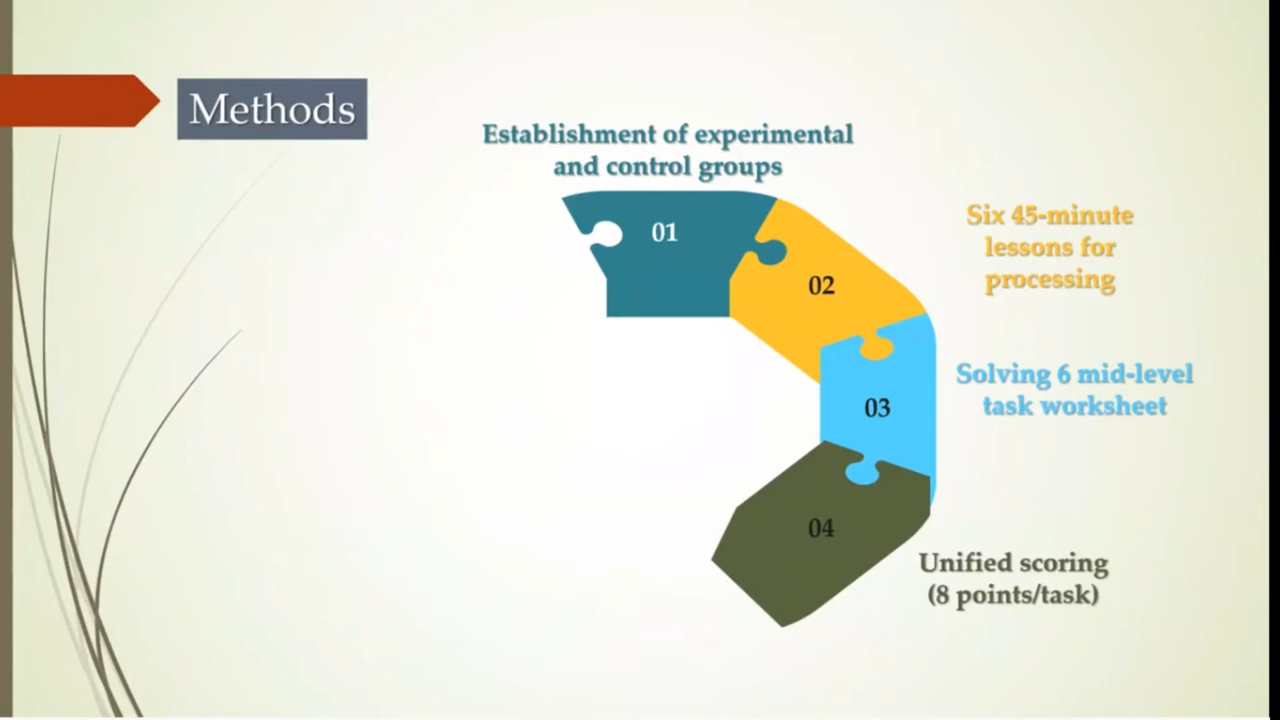 Methods
Establishment of experimental
and control groups
01
Six 45-minute
lessons for
processing
02
Solving 6 mid-level
task worksheet
03
04
Unified scoring
(8 points/task)